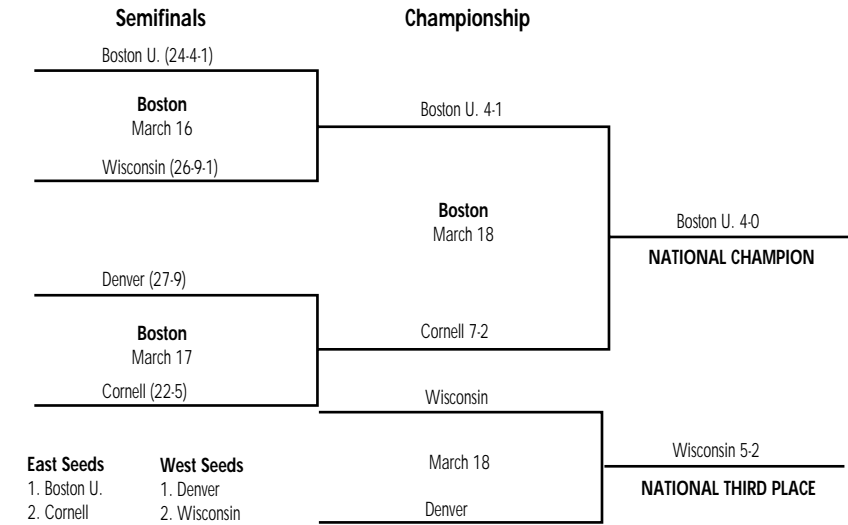 Semifinals
Championship
Boston U. (24-4-1)
Boston
March 16
Wisconsin (26-9-1)
Boston U. 4-1
Boston
March 18
Boston U. 4-0
NATIONAL CHAMPION
Denver (27-9)
Boston
March 17
Cornell (22-5)
Cornell 7-2
Wisconsin
March 18
Denver
Wisconsin 5-2
NATIONAL THIRD PLACE
East Seeds
1. Boston U.
2. Cornell
West Seeds
1. Denver
2. Wisconsin